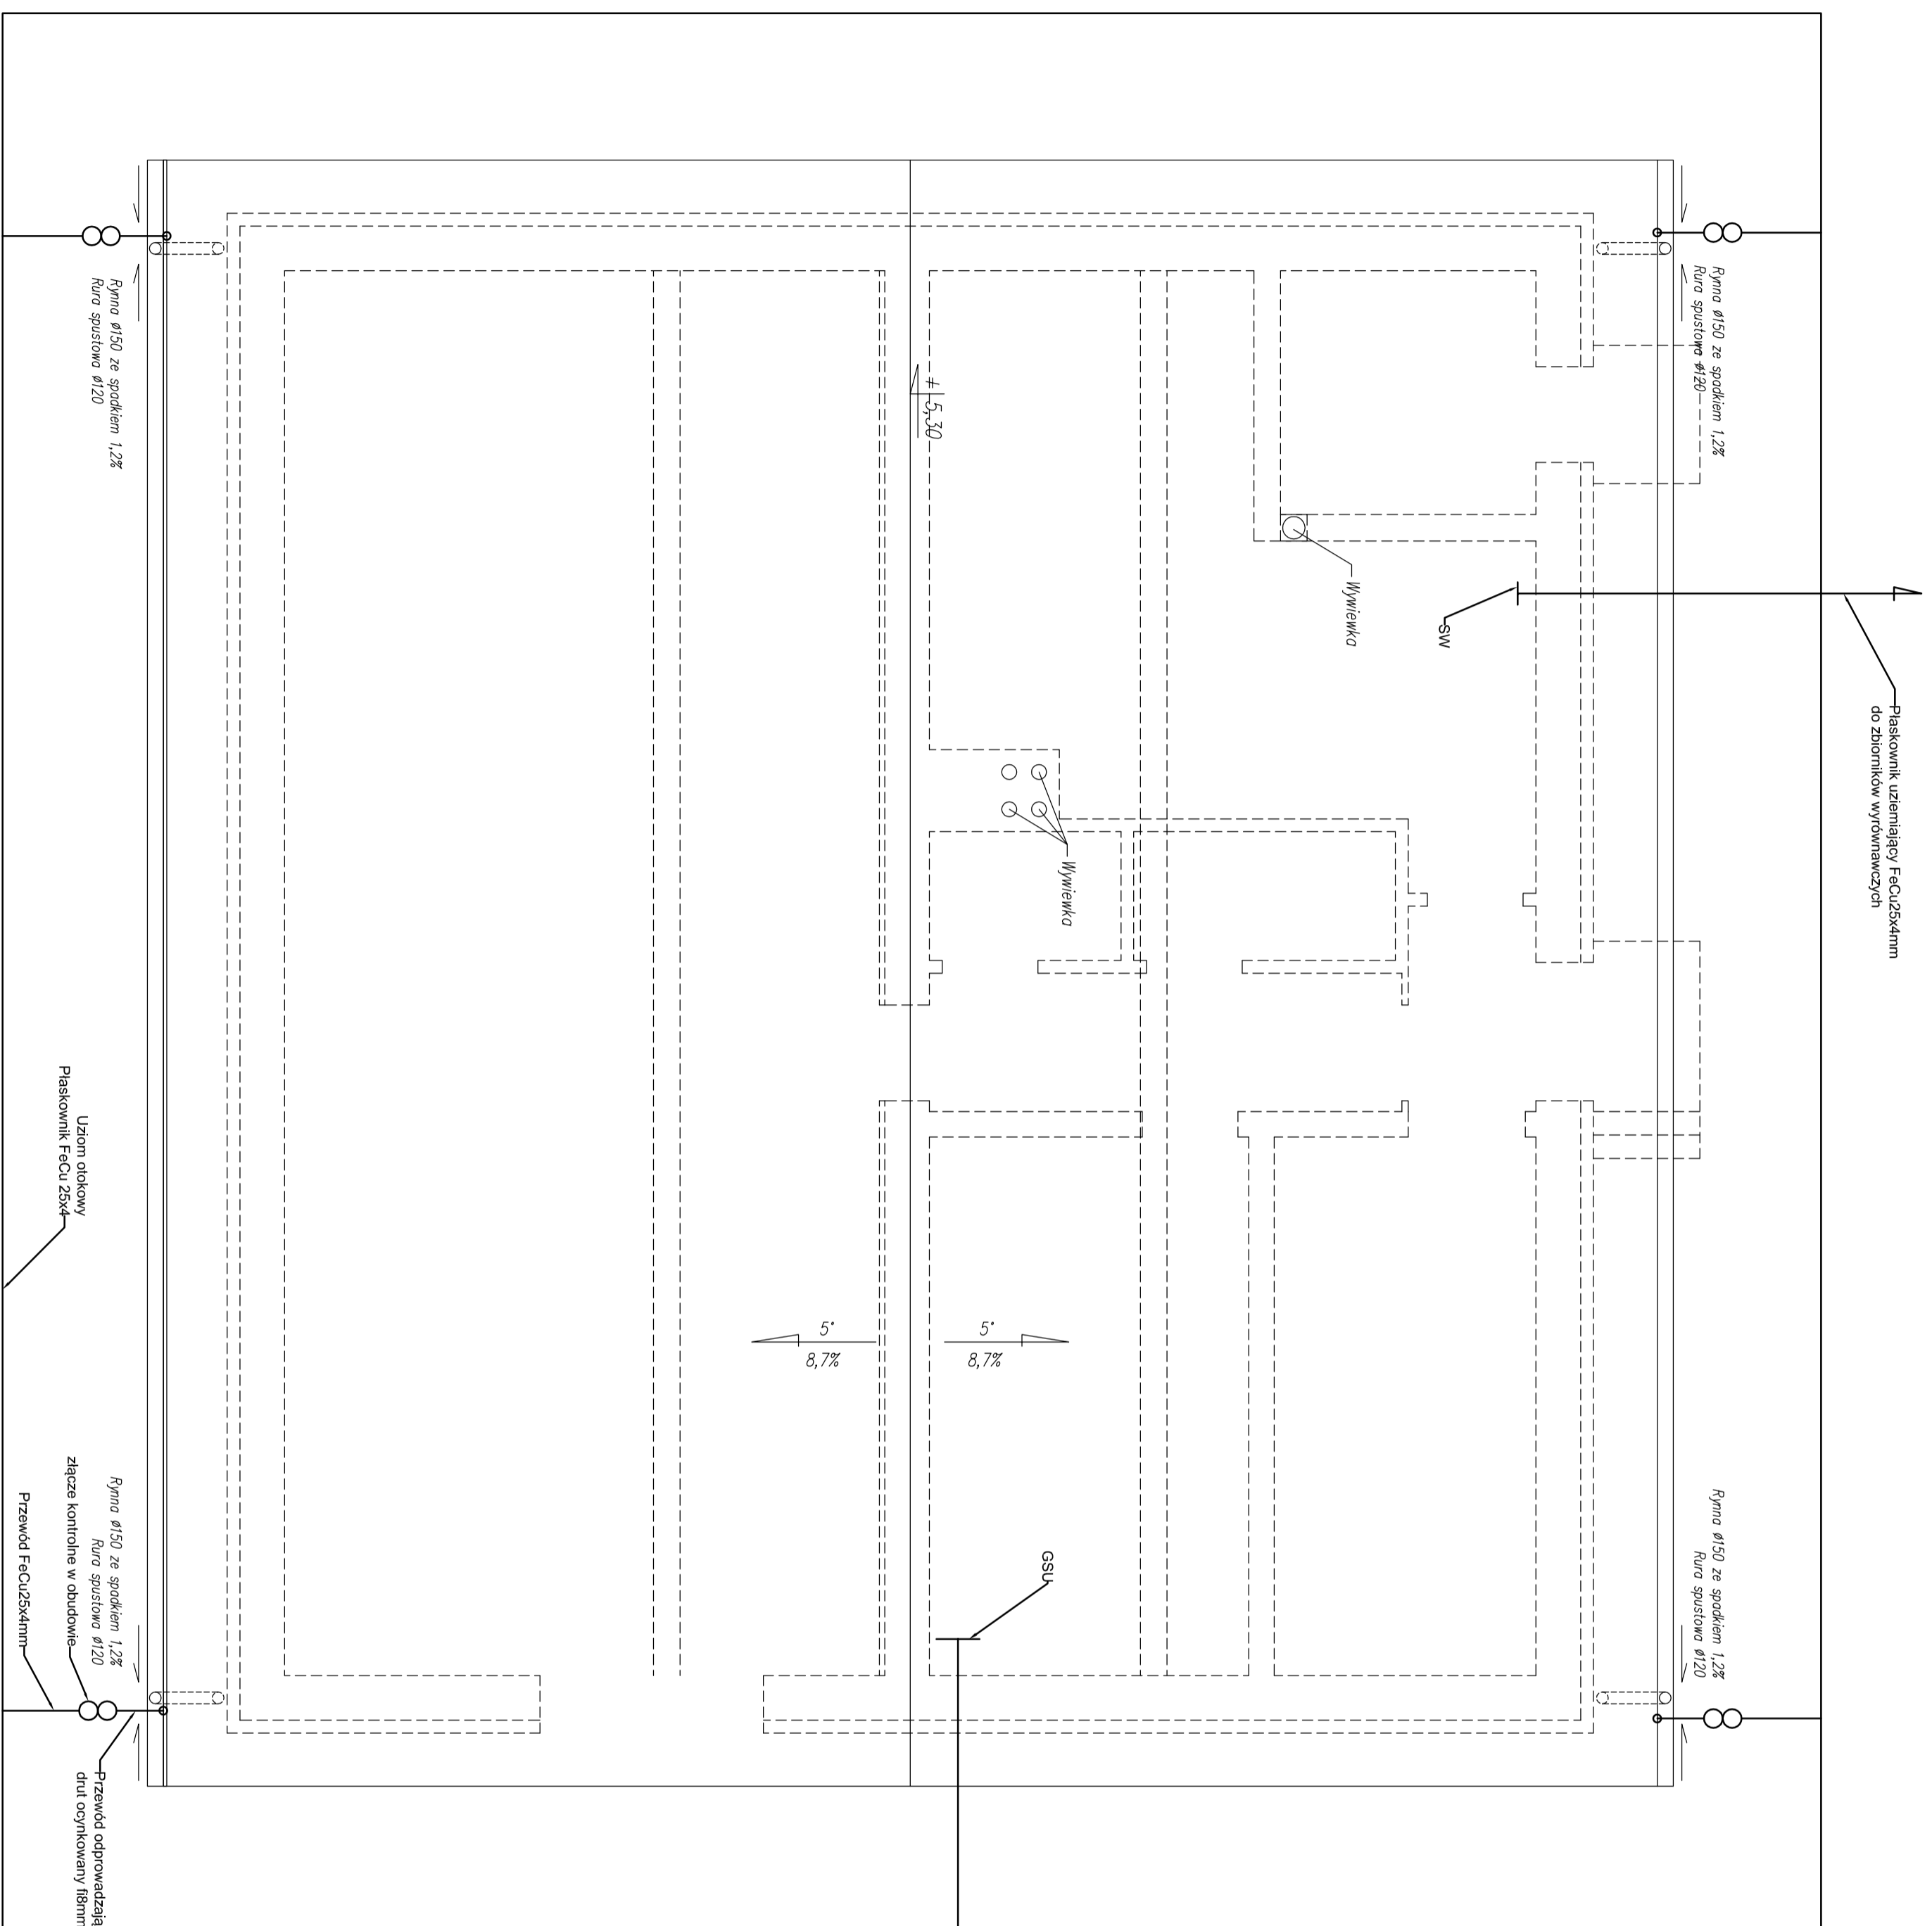 Płaskownik uziemiający FeCu25x4mm
do zbiorników wyrównawczych
Rynna ø150 ze spadkiem 1,2%
Rura spustowa ø120
Rynna ø150 ze spadkiem 1,2%
Rura spustowa ø120
SW
Wywiewka
Wywiewka
GSU
+ 5,30
5°
8,7%
5°
8,7%
Rynna ø150 ze spadkiem 1,2%
Rura spustowa ø120
Rynna ø150 ze spadkiem 1,2%
Rura spustowa ø120
Przewód odprowadzają
drut ocynkowany fi8mm
złącze kontrolne w obudowie
Uziom otokowy
Płaskownik FeCu 25x4
Przewód FeCu25x4mm